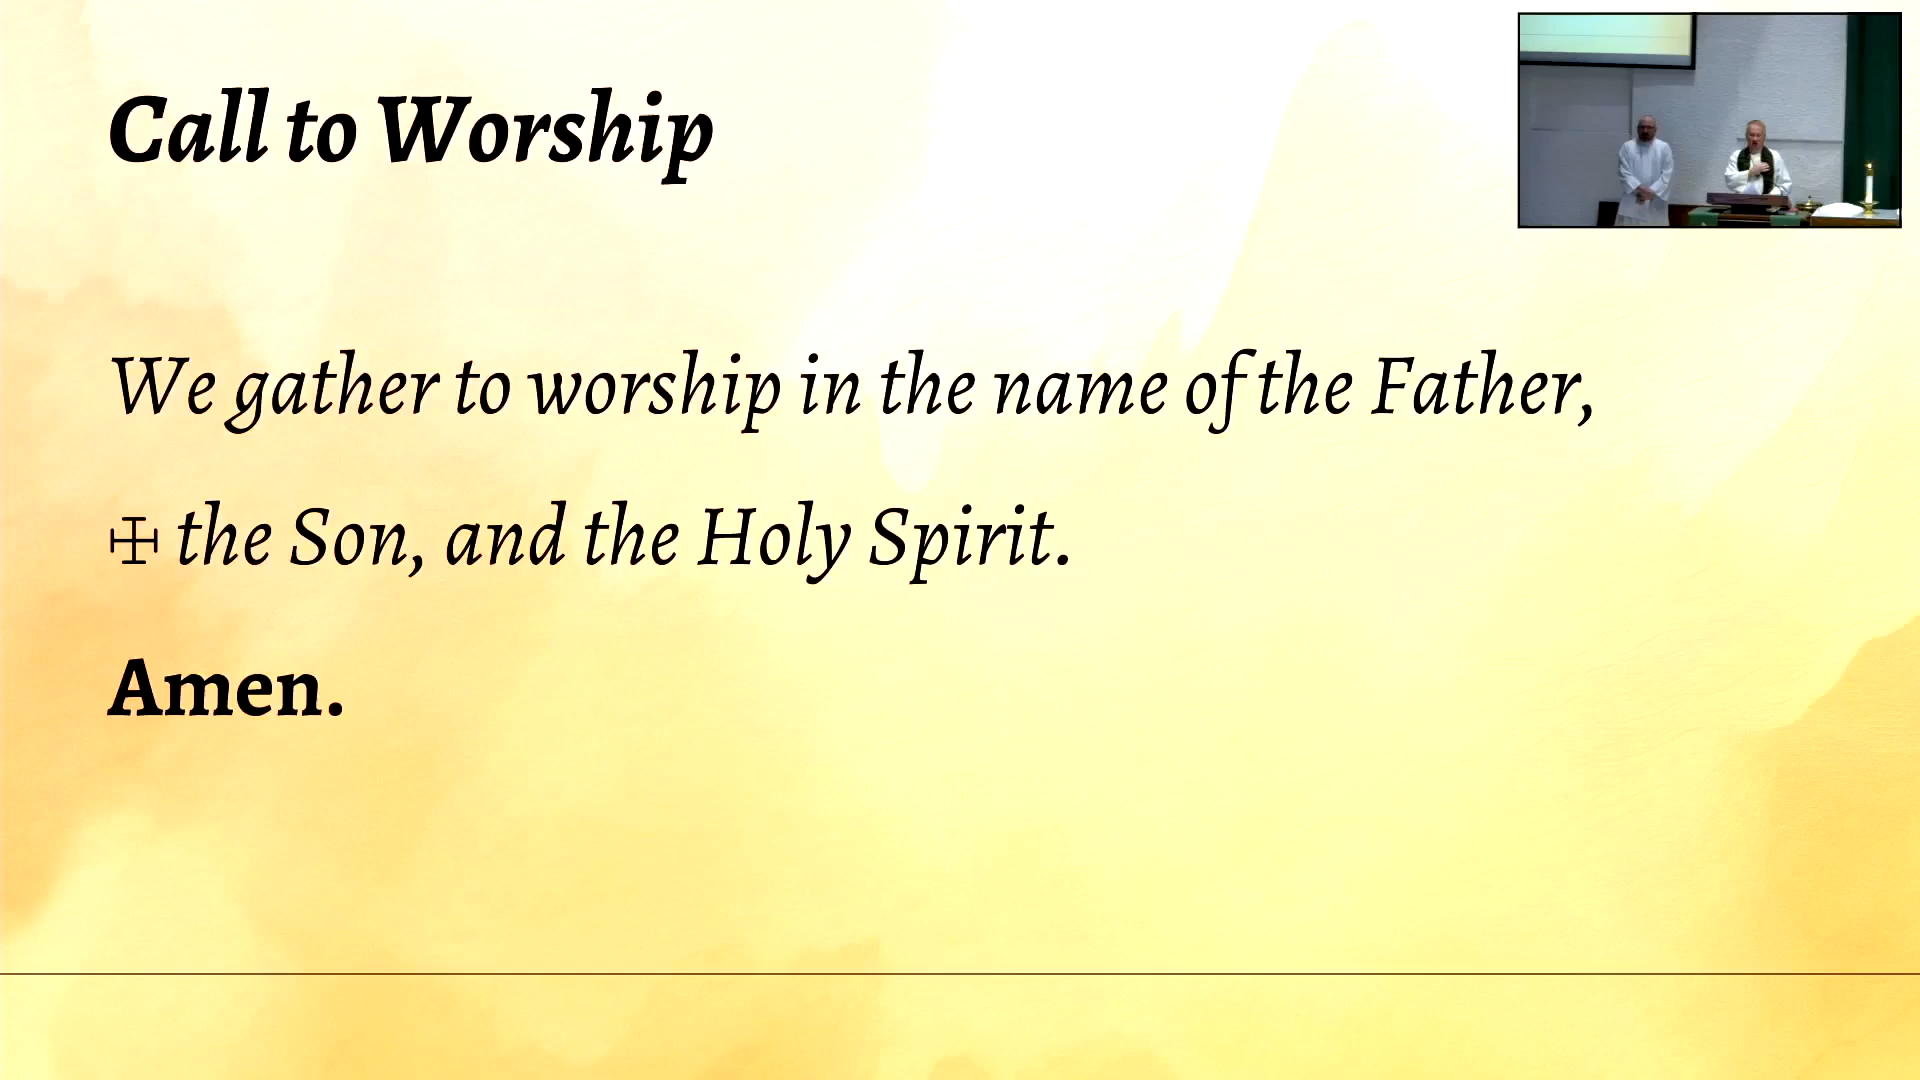 Call to Worship
We gather to worship in the name of the Father,
☩ the Son, and the Holy Spirit.
Amen.